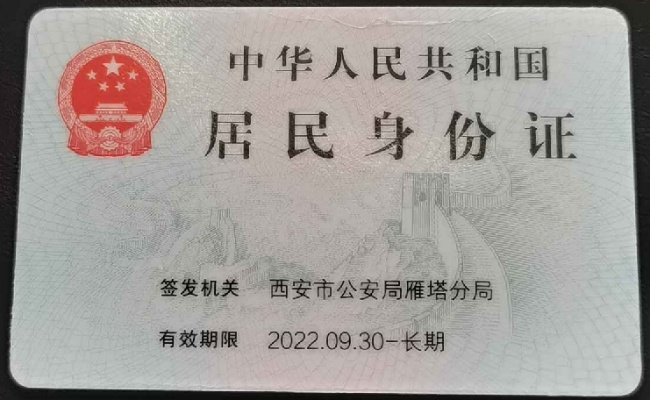 中华人民共和国
居民身份证
签发机关 西安市公安局雁塔分局
有效期限 2022.09.30-长期